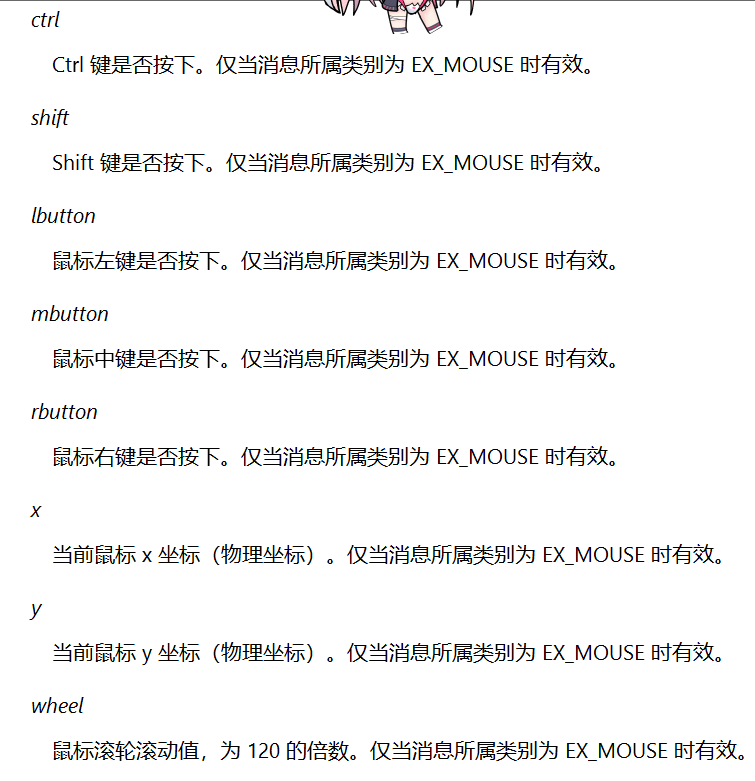 ctrl
Ctrl 键是否按下。仅当消息所属类别为 EX_MOUSE 时有效。
shift
Shift 键是否按下。仅当消息所属类别为 EX_MOUSE 时有效。
lbutton
鼠标左键是否按下。仅当消息所属类别为 EX_MOUSE 时有效。
mbutton
鼠标中键是否按下。仅当消息所属类别为 EX_MOUSE 时有效。
rbutton
鼠标右键是否按下。仅当消息所属类别为 EX_MOUSE 时有效。
x
当前鼠标 x 坐标（物理坐标）。仅当消息所属类别为 EX_MOUSE 时有效。
y
当前鼠标 y 坐标（物理坐标）。仅当消息所属类别为 EX_MOUSE 时有效。
wheel
鼠标滚轮滚动值，为 120 的倍数。仅当消息所属类别为 EX_MOUSE 时有效。